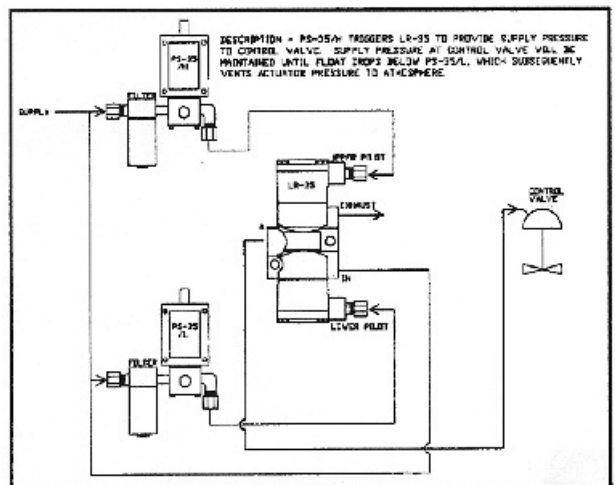 DESCRIPTION - PS-35/H TRIGGERS LR-35 TO PROVIDE SUPPLY PRESSURE
TO CONTROL VALVE. SUPPLY PRESSURE AT CONTROL VALVE WILL BE
MAINTAINED UNTIL FLOAT DROPS BELOW PS-35/L, WHICH SUBSEQUENTLY
VENTS ACTUATOR PRESSURE TO ATMOSPHERE.
PS-35
/H
FILTER
SUPPLY
UPPER PILOT
LR-35
EXHAUST
CONTROL
VALVE
A
IN
LOWER PILOT
PS-35
/L
FILTER